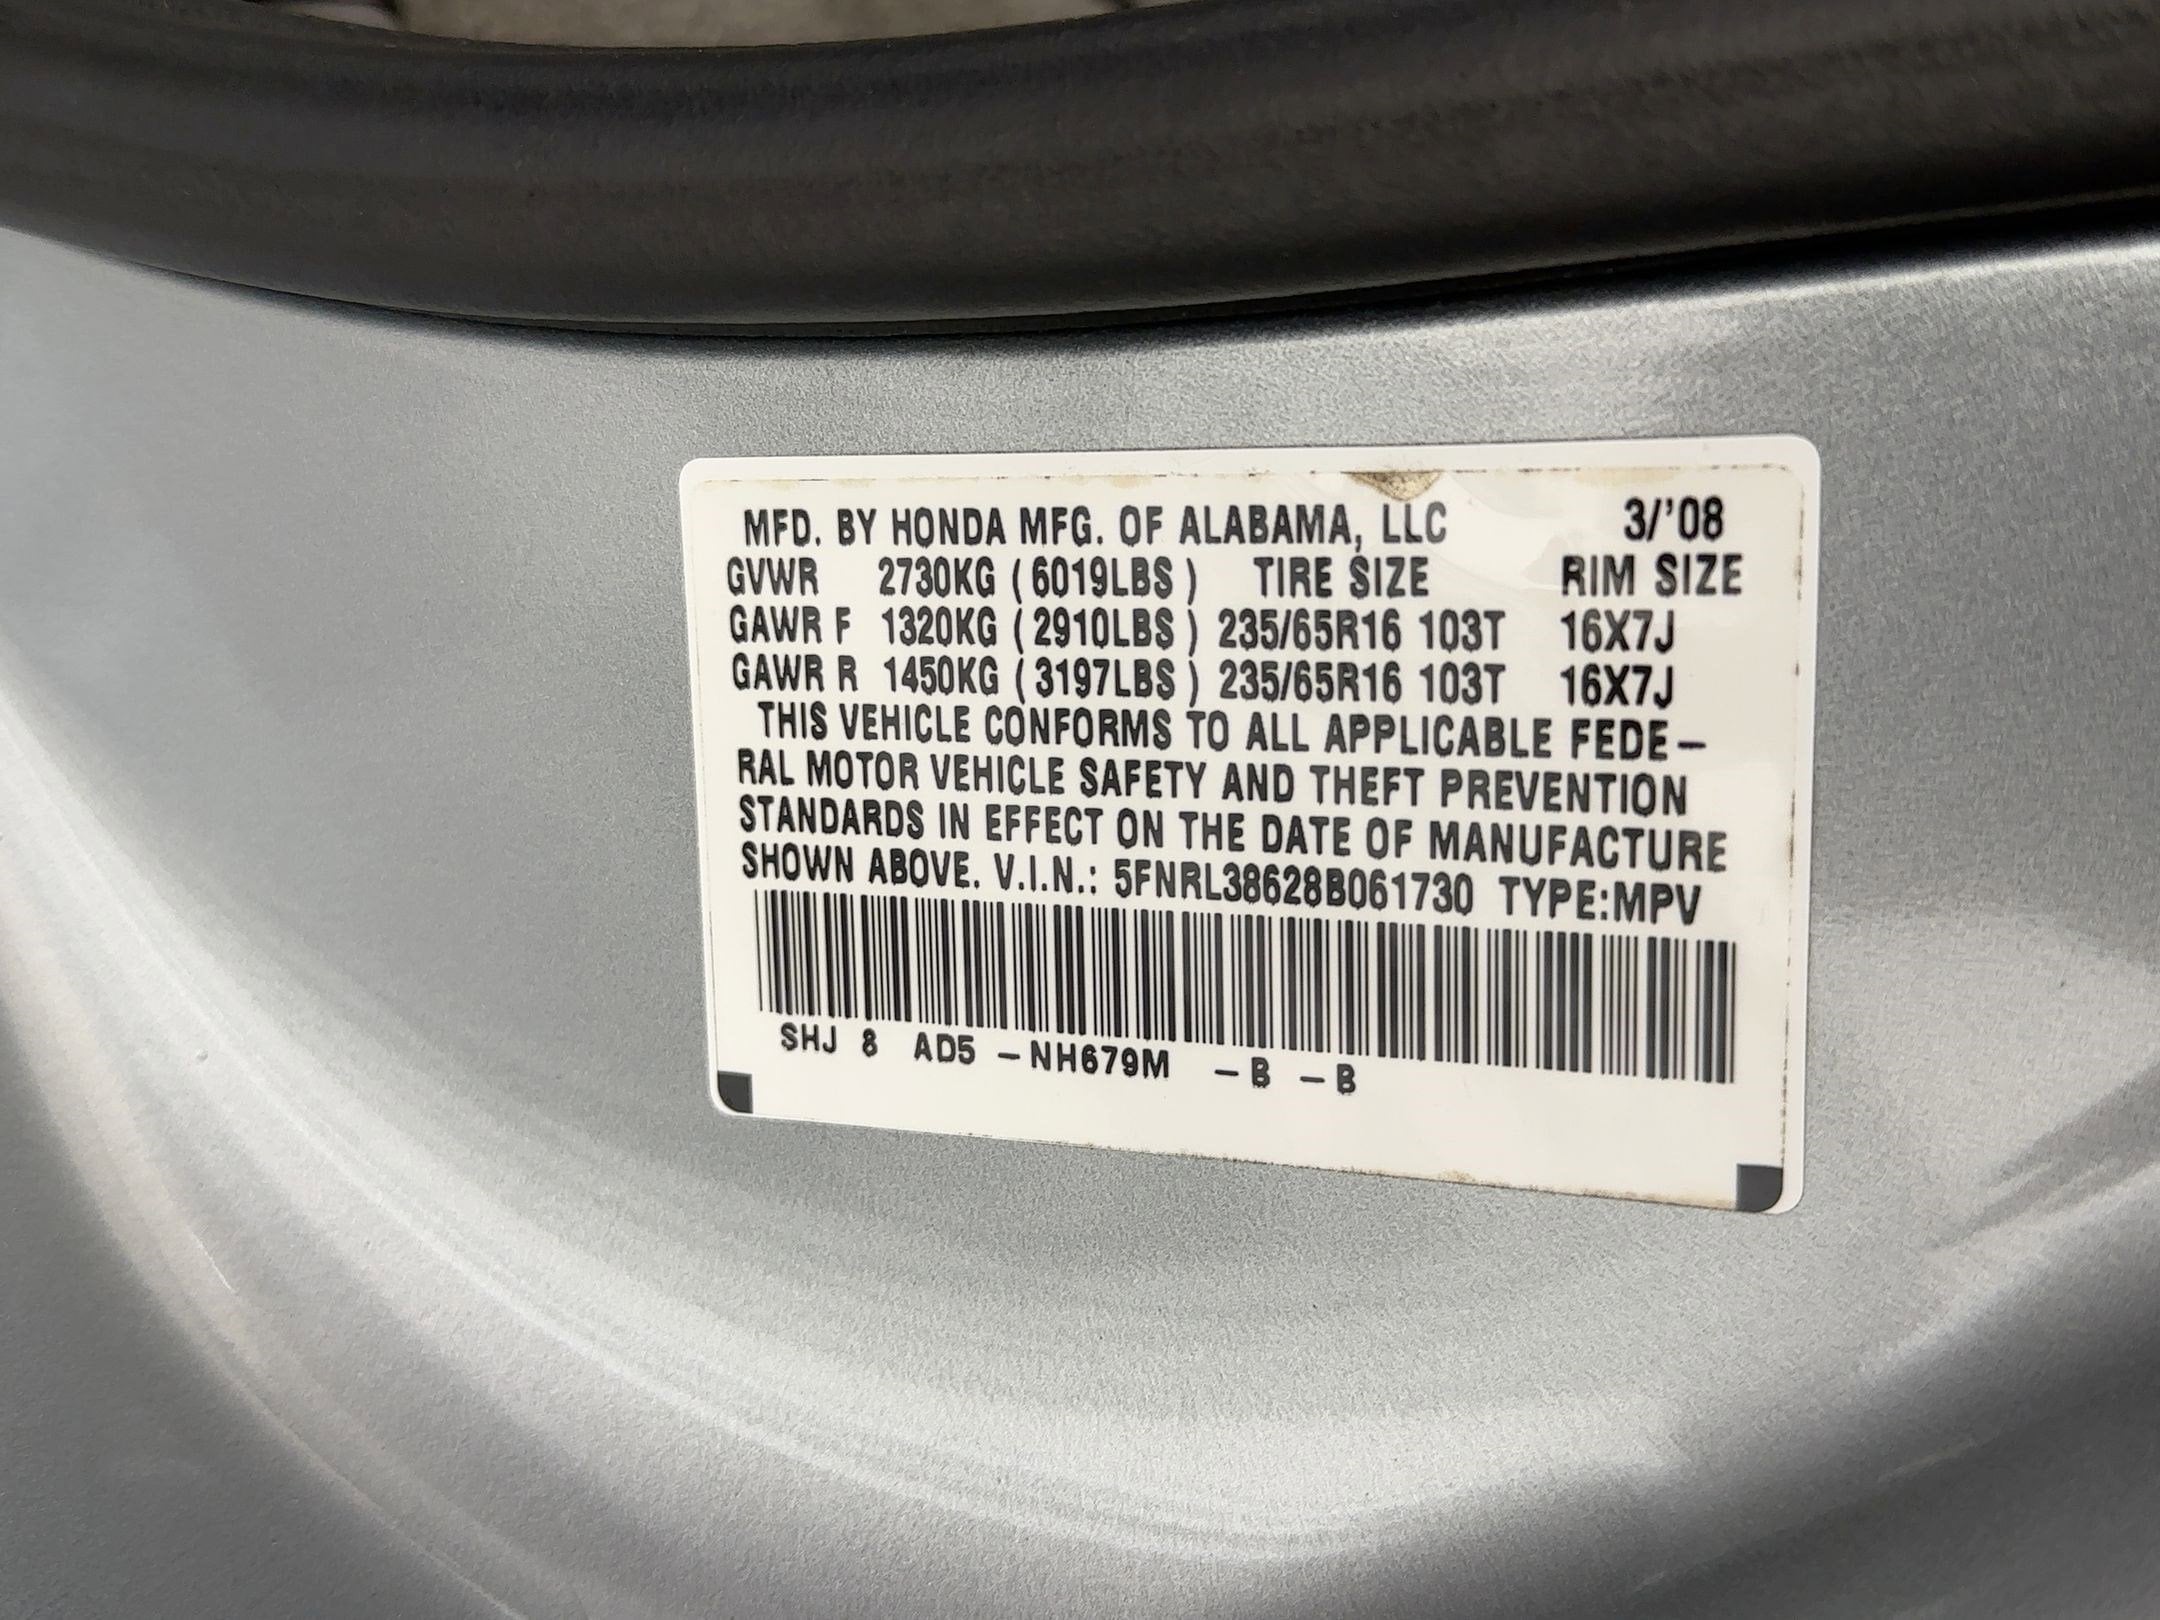 MFD. BY HONDA MFG. OF ALABAMA, LLC 3/'08
GVWR 2730KG (6019LBS) TIRE SIZE RIM SIZE
GAWR F 1320KG (2910LBS) 235/65R16 103T 16X7J
GAWR R 1450KG (3197LBS) 235/65R16 103T 16X7J
THIS VEHICLE CONFORMS TO ALL APPLICABLE FEDE-
RAL MOTOR VEHICLE SAFETY AND THEFT PREVENTION
STANDARDS IN EFFECT ON THE DATE OF MANUFACTURE
SHOWN ABOVE. V.I.N.: 5FNRL38628B061730 TYPE:MPV
SHJ 8 AD5 -NH679M -B -B